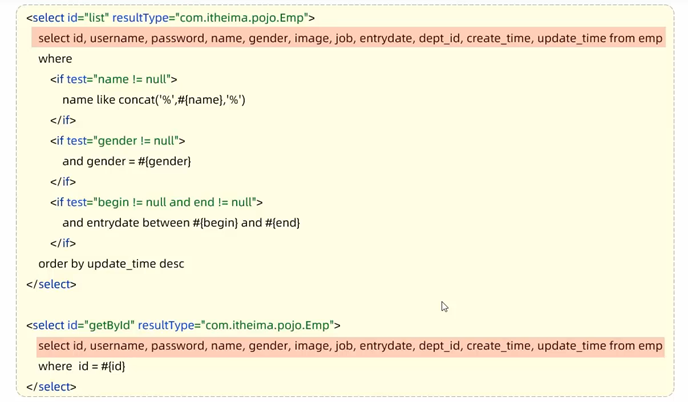 <select id="list" resultType="com.itheima.pojo.Emp">
select id, username, password, name, gender, image, job, entrydate, dept_id, create_time, update_time from emp
where
<if test="name != null">
name like concat('%',#{name},'%')
</if>
<if test="gender != null">
and gender = #{gender}
</if>
<if test="begin != null and end != null">
and entrydate between #{begin} and #{end}
</if>
order by update_time desc
</select>
<select id="getById" resultType="com.itheima.pojo.Emp">
select id, username, password, name, gender, image, job, entrydate, dept_id, create_time, update_time from emp
where id = #{id}
</select>